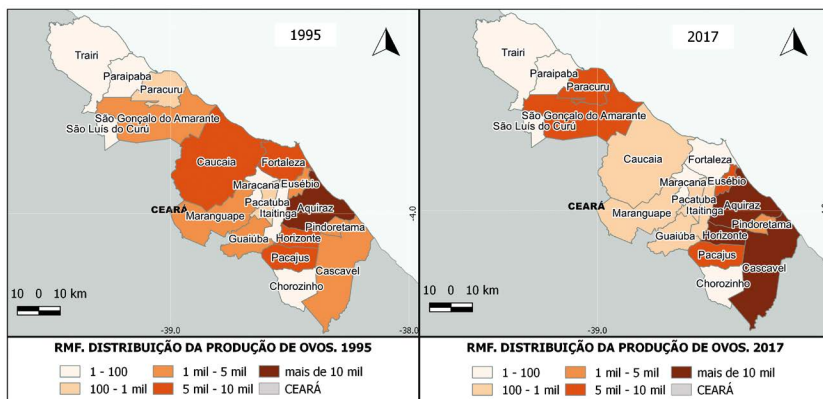 1995
Trairi
Paraipaba
Paracuru
São Gonçalo do Amarante
São Luís do Curú
Caucaia
Fortaleza
Maracana
Eusébio
Pacatuba
Aquiraz
CEARÁ
Maranguape
Itaitinga
Pindoretama
Guaiúba
Horizonte
Pacajus
Cascavel
Chorozinho
10 0 10 km
-4.0
-39.0
-38.0
RMF. DISTRIBUIÇÃO DA PRODUÇÃO DE OVOS. 1995
1 - 100
1 mil - 5 mil
mais de 10 mil
100 - 1 mil
5 mil - 10 mil
CEARÁ
2017
Trairi
Paraipaba
Paracuru
São Gonçalo do Amarante
São Luís do Curú
Caucaia
Fortaleza
Maracana
Eusébio
Pacatuba
Aquiraz
CEARÁ
Maranguape
Itaitinga
Pindoretama
Guaiúba
Horizonte
Pacajus
Cascavel
Chorozinho
10 0 10 km
-39.0
RMF. DISTRIBUIÇÃO DA PRODUÇÃO DE OVOS. 2017
1 - 100
1 mil - 5 mil
mais de 10 mil
100 - 1 mil
5 mil - 10 mil
CEARÁ